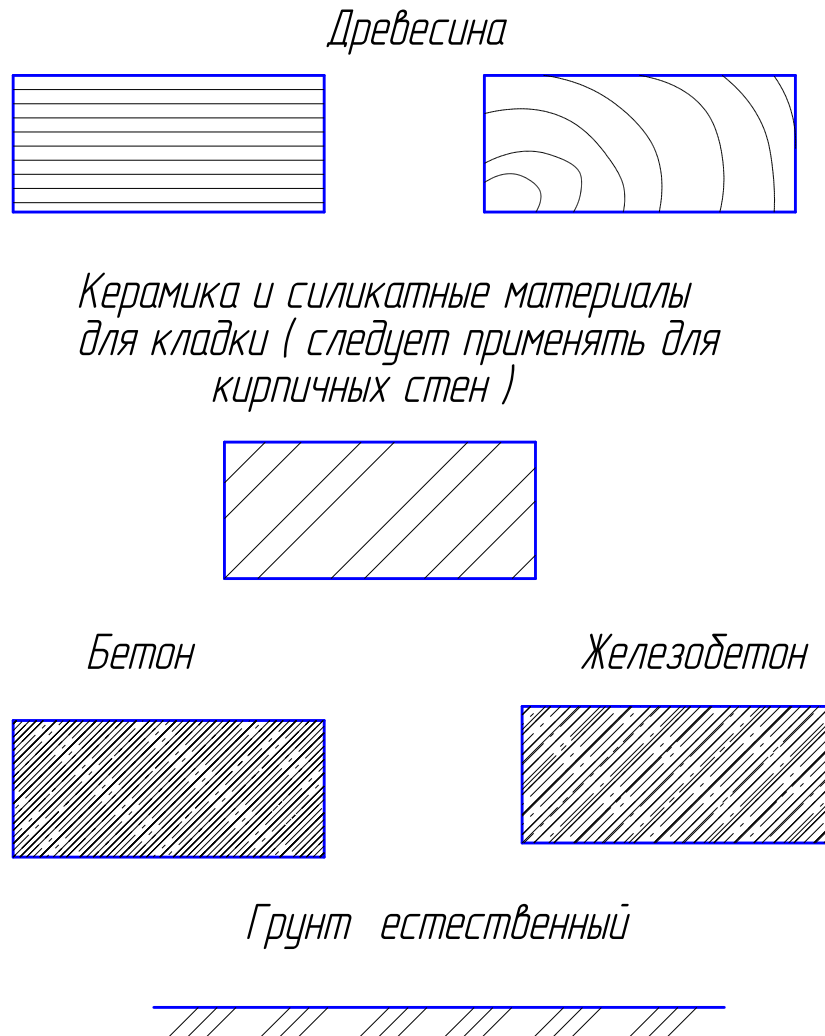 Древесина
Керамика и силикатные материалы
для кладки ( следует применять для
кирпичных стен )
Бетон
Железобетон
Грунт естественный